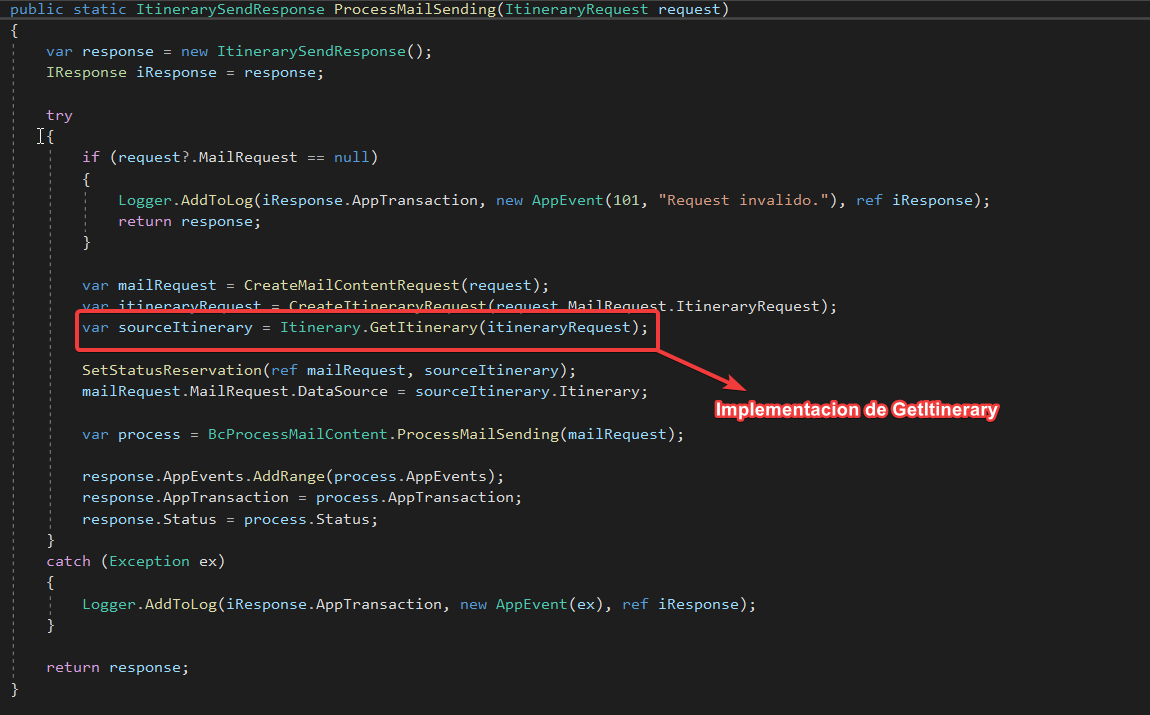 public static ItinerarySendResponse ProcessMailSending(ItineraryRequest request)
{
var response = new ItinerarySendResponse();
IResponse iResponse = response;
try
{
if (request?.MailRequest == null)
{
Logger.AddToLog(iResponse.AppTransaction, new AppEvent(101, "Request invalido."), ref iResponse);
return response;
}
var mailRequest = CreateMailContentRequest(request);
var itineraryRequest = CreateItineraryRequest(request.MailRequest.ItineraryRequest);
var sourceItinerary = Itinerary.GetItinerary(itineraryRequest);
SetStatusReservation(ref mailRequest, sourceItinerary);
mailRequest.MailRequest.DataSource = sourceItinerary.Itinerary;
Implementacion de GetItinerary
var process = BcProcessMailContent.ProcessMailSending(mailRequest);
response.AppEvents.AddRange(process.AppEvents);
response.AppTransaction = process.AppTransaction;
response.Status = process.Status;
}
catch (Exception ex)
{
Logger.AddToLog(iResponse.AppTransaction, new AppEvent(ex), ref iResponse);
}
return response;
}